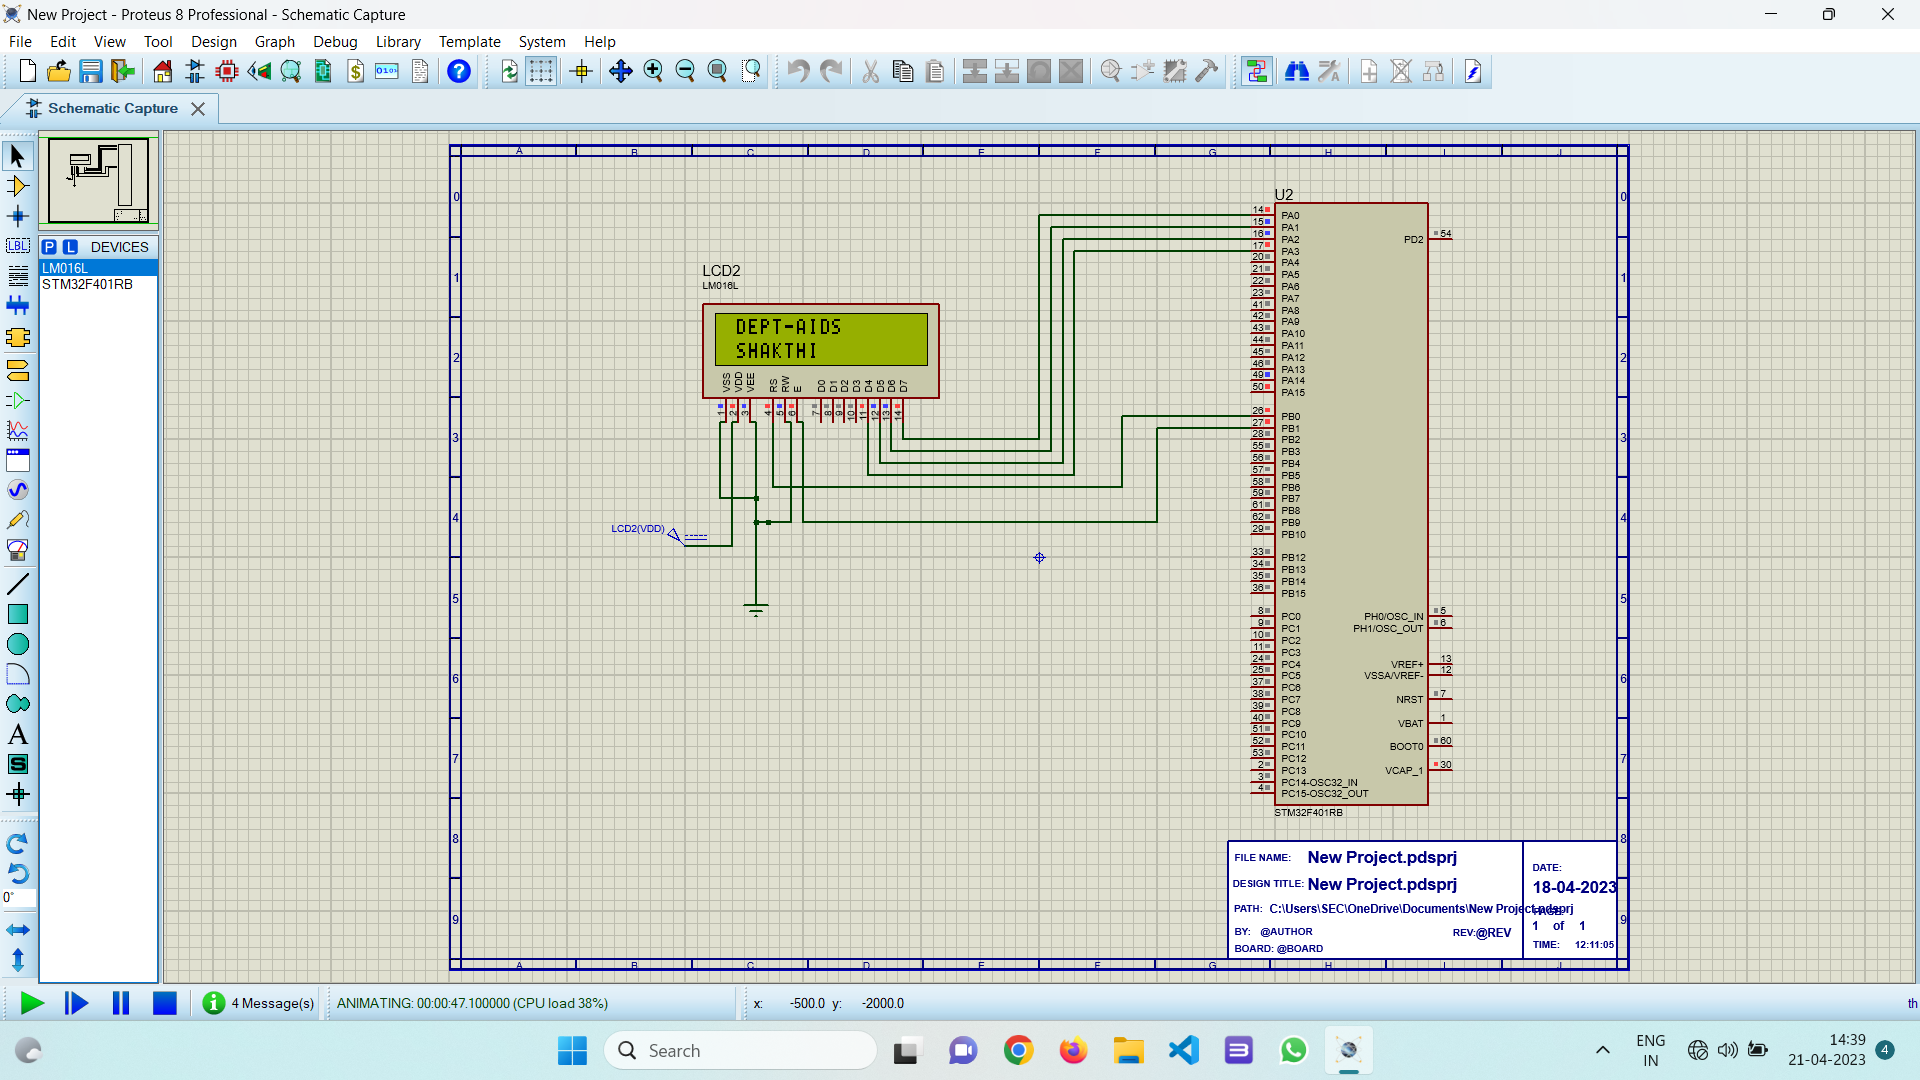 New Project - Proteus 8 Professional - Schematic Capture
File Edit View Tool Design Graph Debug Library Template System Help
Schematic Capture
P L DEVICES
LM016L
STM32F401RB
A B C D E F G H I J
0 0
1 1
2 2
3 3
4 4
5 5
6 6
7 7
8 8
9 9
A B C D E F G H I J
LCD2
LM016L
DEPT-AIDS
SHAKTHI
VSS VDD VEE RS RW E D0 D1 D2 D3 D4 D5 D6 D7
1 2 3 4 5 6 7 8 9 10 11 12 13 14
LCD2(VDD)
U2
14 PA0
15 PA1
16 PA2 PD2 54
17 PA3
20 PA4
21 PA5
22 PA6
23 PA7
41 PA8
42 PA9
43 PA10
44 PA11
45 PA12
46 PA13
49 PA14
50 PA15
26 PB0
27 PB1
28 PB2
55 PB3
56 PB4
57 PB5
58 PB6
59 PB7
61 PB8
62 PB9
29 PB10
33 PB12
34 PB13
35 PB14
36 PB15
8 PC0 PH0/OSC_IN 5
9 PC1 PH1/OSC_OUT 6
10 PC2
11 PC3
24 PC4 VREF+ 13
25 PC5 VSSA/VREF- 12
37 PC6
38 PC7 NRST 7
39 PC8
40 PC9 VBAT 1
51 PC10
52 PC11 BOOT0 60
53 PC12
2 PC13 VCAP_1 30
3 PC14-OSC32_IN
4 PC15-OSC32_OUT
STM32F401RB
FILE NAME: New Project.pdsprj
DESIGN TITLE: New Project.pdsprj
PATH: C:\Users\SEC\OneDrive\Documents\New Project.pdsprj
BY: @AUTHOR REV:@REV
BOARD: @BOARD
DATE:
18-04-2023
PAGE:
1 of 1
TIME: 12:11:05
LBL
A
S
0°
4 Message(s) ANIMATING: 00:00:47.100000 (CPU load 38%) x: -500.0 y: -2000.0 th
Search
ENG
IN
14:39
21-04-2023
4